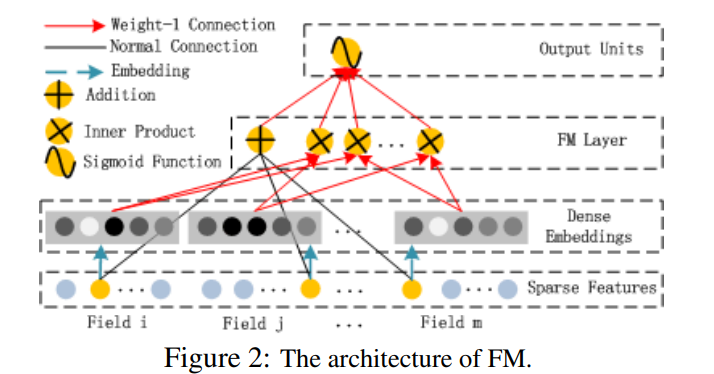 Weight-1 Connection
Normal Connection
Embedding
Addition
Inner Product
Sigmoid Function
Output Units
...
FM Layer
Dense
Embeddings
...
... ... ... ...
Sparse Features
Field i Field j ... Field m
Figure 2: The architecture of FM.